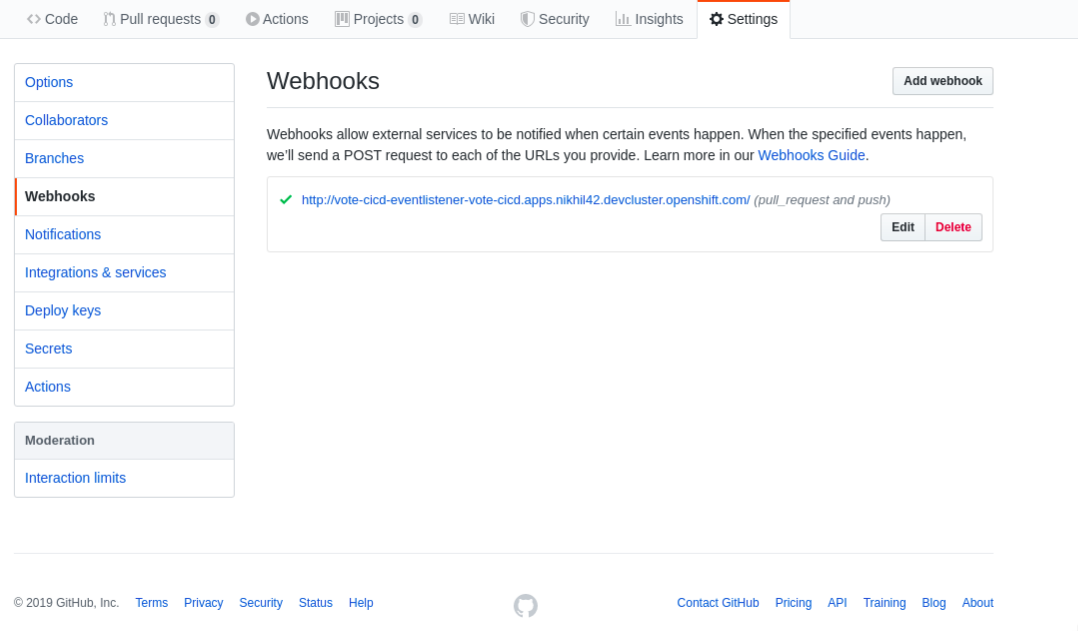 Code Pull requests 0 Actions Projects 0 Wiki Security Insights Settings
Options
Collaborators
Branches
Webhooks
Notifications
Integrations & services
Deploy keys
Secrets
Actions
Moderation
Interaction limits
Webhooks
Add webhook
Webhooks allow external services to be notified when certain events happen. When the specified events happen,
we'll send a POST request to each of the URLs you provide. Learn more in our Webhooks Guide.
http://vote-cicd-eventlistener-vote-cicd.apps.nikhil42.devcluster.openshift.com/ (pull_request and push)
Edit Delete
© 2019 GitHub, Inc. Terms Privacy Security Status Help Contact GitHub Pricing API Training Blog About